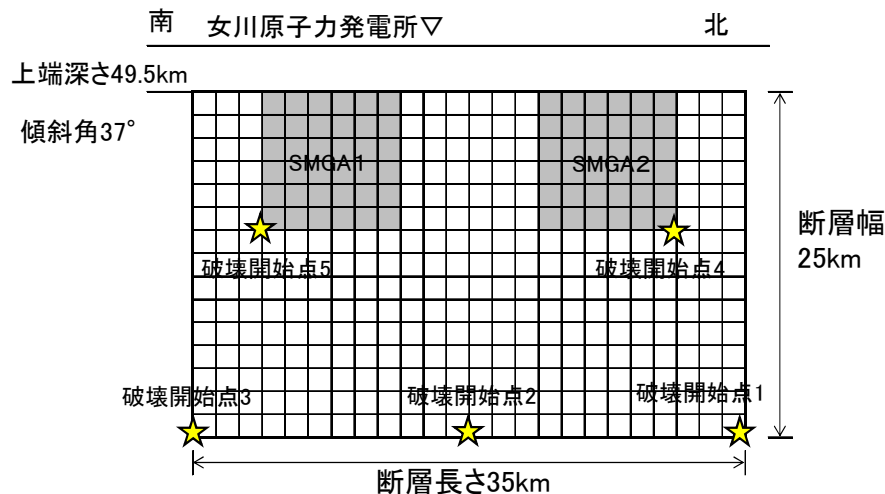 南 女川原子力発電所▽ 北
上端深さ49.5km
傾斜角37°
SMGA1 SMGA2
断層幅
25km
破壊開始点5 破壊開始点4
破壊開始点3 破壊開始点2 破壊開始点1
断層長さ35km